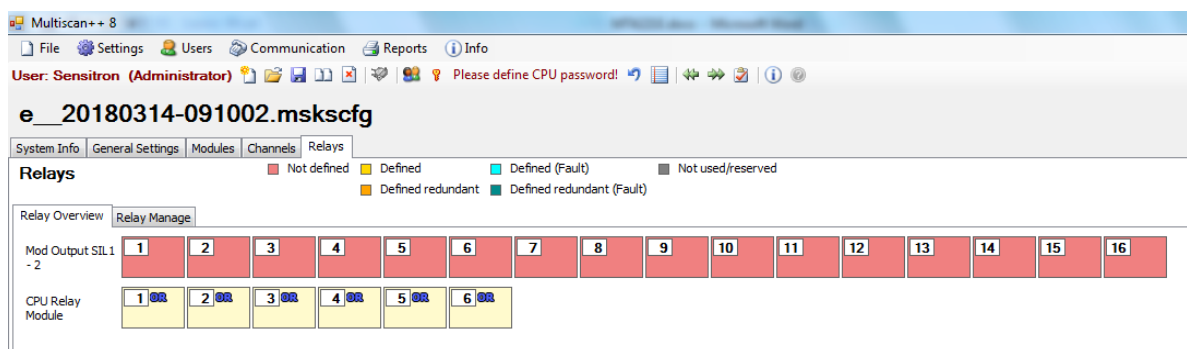 Multiscan++ 8
File Settings Users Communication Reports Info
User: Sensitron (Administrator) Please define CPU password!
e__20180314-091002.mskscfg
System Info General Settings Modules Channels Relays
Relays
Not defined Defined Defined (Fault) Not used/reserved
Defined redundant Defined redundant (Fault)
Relay Overview Relay Manage
Mod Output SIL1 1 2 3 4 5 6 7 8 9 10 11 12 13 14 15 16
- 2
CPU Relay 1 OR 2 OR 3 OR 4 OR 5 OR 6 OR
Module